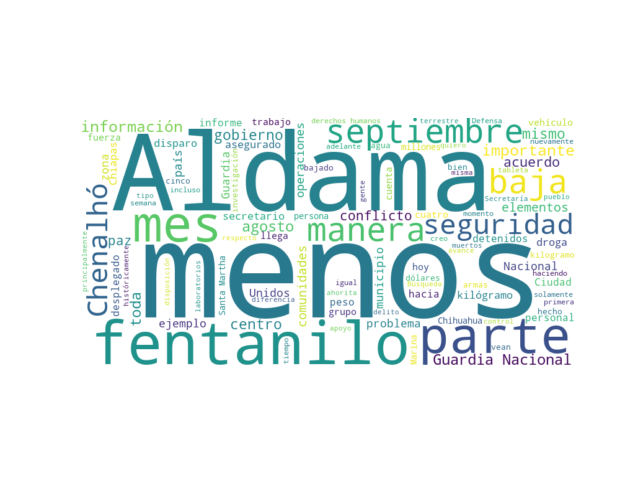 derechos humanos terrestre Defensa vehículo
información informe trabajo
fuerza gobierno septiembre mismo
adelante agua millones quiero nuevamente
disparo asegurado importante
zona Chiapas país Guardia investigación operaciones
Aldama
cinco bajado gente cuenta bien misma acuerdo tableta
tipo incluso semana baja
Secretaría pueblo elementos
Chenalhó mes secretario persona conflicto cuatro momento
agosto manera seguridad
principalmente paz respecto llega creo muertos detenidos droga
históricamente desplegado toda
menos
disposición laboratorios Santa Martha comunidades municipio
hoy dólares Búsqueda avance kilogramo
Unidos igual hacia armas Nacional haciendo
diferencia ahorita peso kilógramo Ciudad solamente primera
ejemplo centro grupo delito problema Chihuahua hecho
apoyo control personal
fentanilo tiempo Marina parte vean
Guardia Nacional